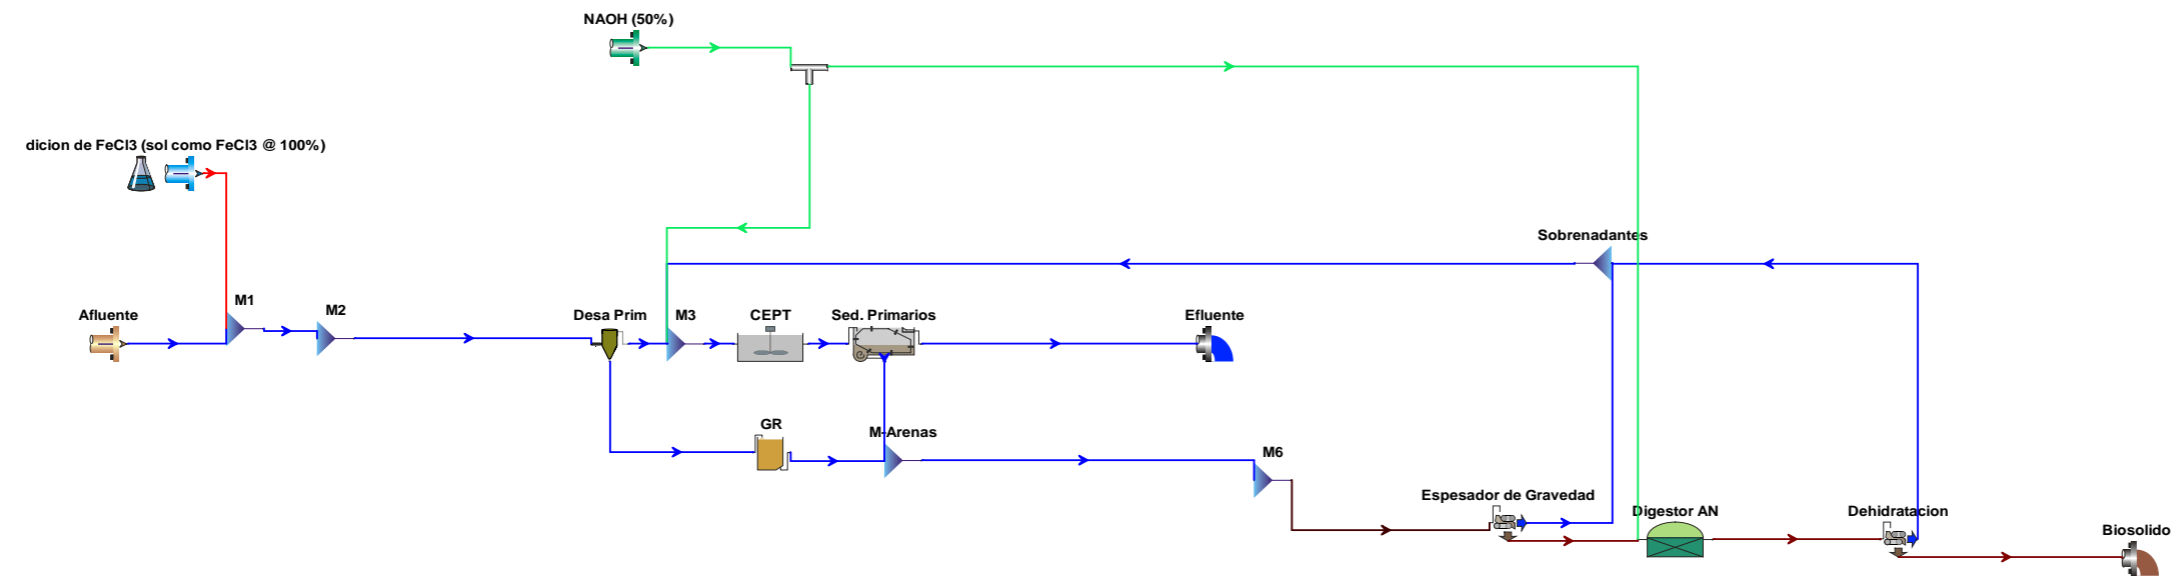 NAOH (50%)
dicion de FeCl3 (sol como FeCl3 @ 100%)
Sobrenadantes
Afluente
M1
M2
Desa Prim
M3
CEPT
Sed. Primarios
Efluente
GR
M-Arenas
M6
Espesador de Gravedad
Digestor AN
Dehidratacion
Biosolido